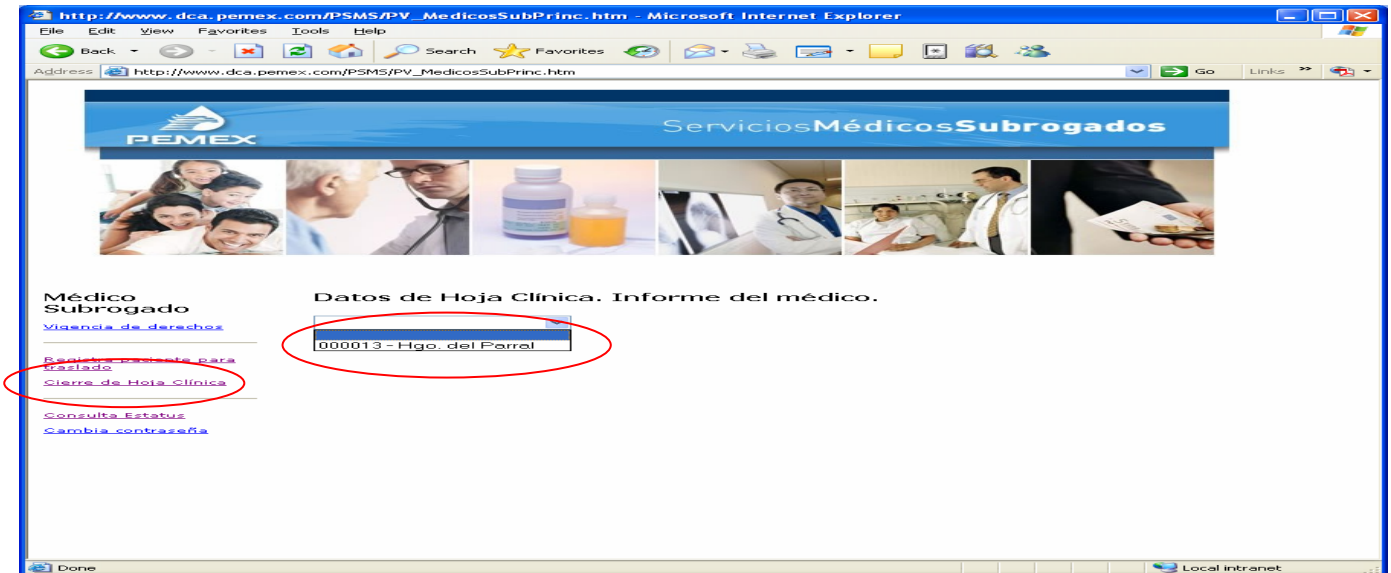 http://www.dca.pemex.com/PSMS/PV_MedicosSubPrinc.htm - Microsoft Internet Explorer
File Edit View Favorites Tools Help
Back Search Favorites
Address http://www.dca.pemex.com/PSMS/PV_MedicosSubPrinc.htm Go Links »
PEMEX
ServiciosMédicosSubrogados
Médico
Subrogado
Vigencia de derechos
Registra paciente para
traslado
Cierre de Hoja Clínica
Consulta Estatus
Cambia contraseña
Datos de Hoja Clínica. Informe del médico.
000013 - Hgo. del Parral
Done Local intranet